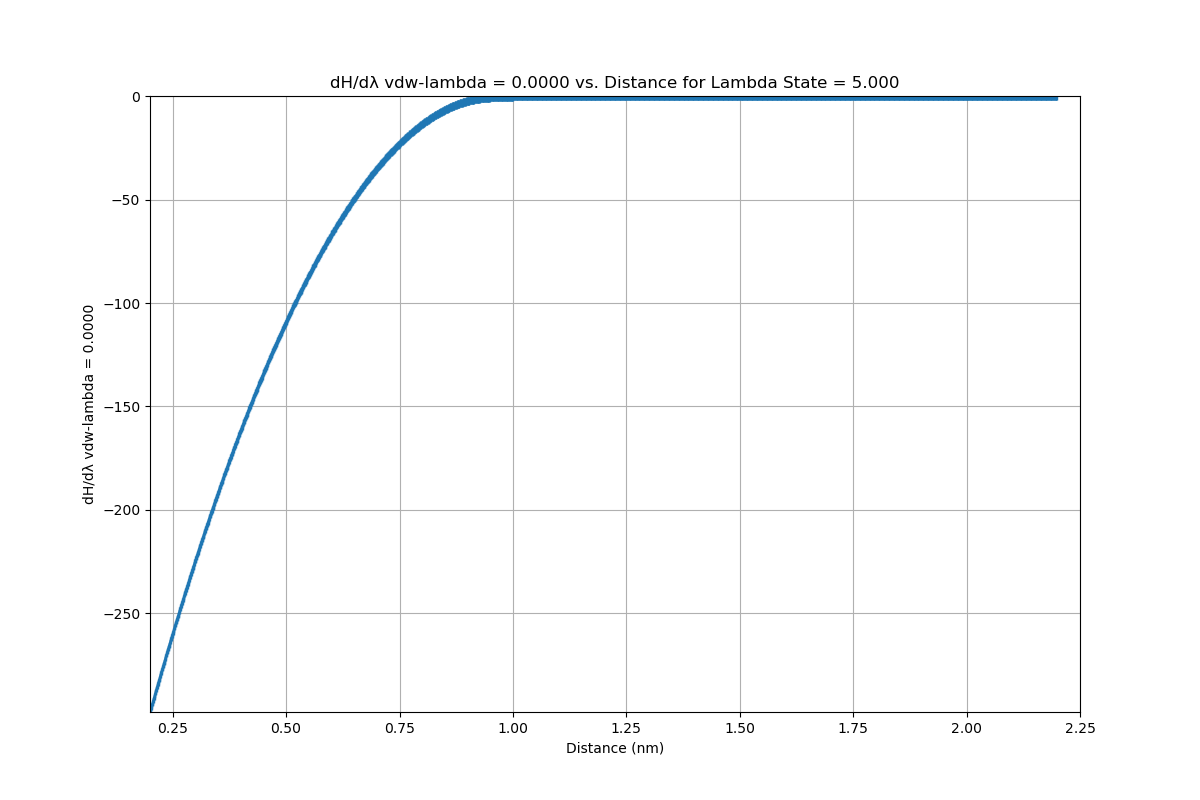 dH/dλ vdw-lambda = 0.0000 vs. Distance for Lambda State = 5.000
dH/dλ vdw-lambda = 0.0000
0
−50
−100
−150
−200
−250
0.25 0.50 0.75 1.00 1.25 1.50 1.75 2.00 2.25
Distance (nm)